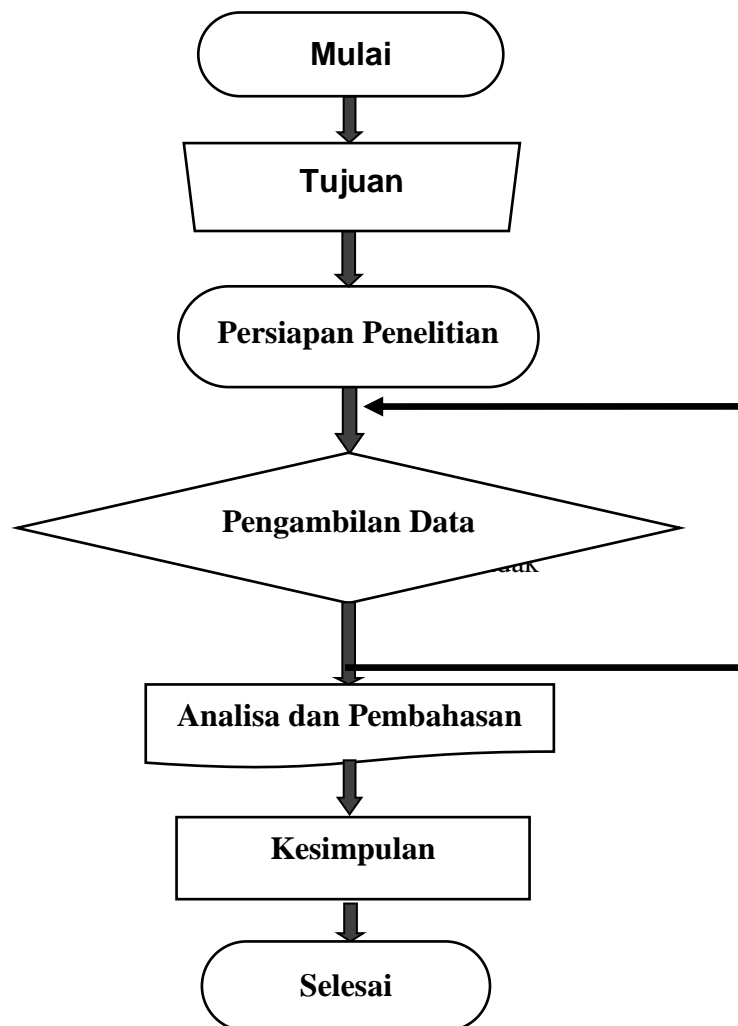 Mulai
Tujuan
Persiapan Penelitian
Pengambilan Data
Analisa dan Pembahasan
Kesimpulan
Selesai